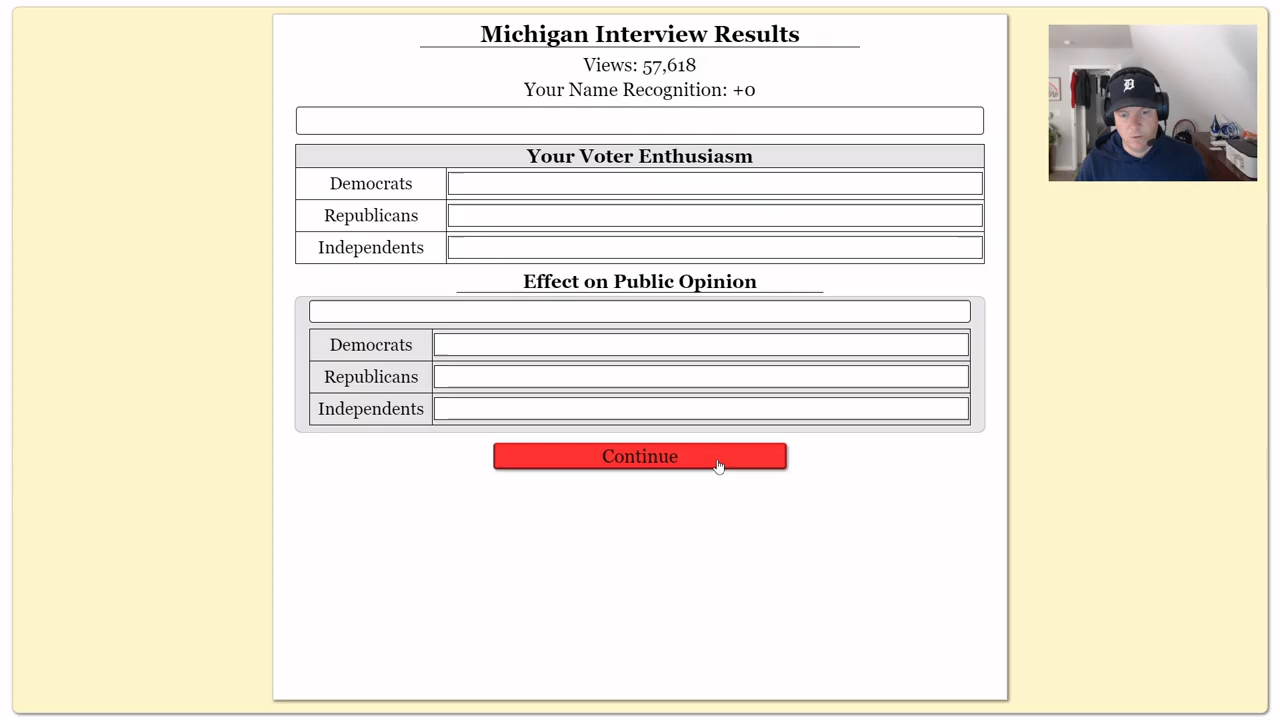 Michigan Interview Results
Views: 57,618
Your Name Recognition: +0
Your Voter Enthusiasm
Democrats
Republicans
Independents
Effect on Public Opinion
Democrats
Republicans
Independents
Continue